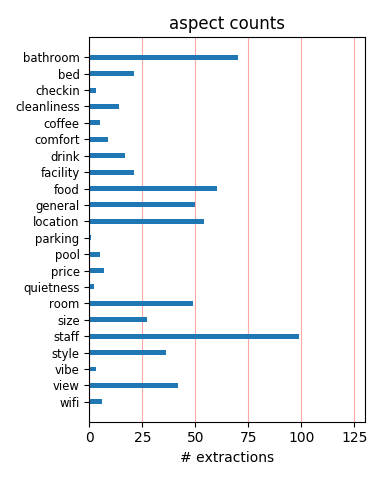 aspect counts
bathroom
bed
checkin
cleanliness
coffee
comfort
drink
facility
food
general
location
parking
pool
price
quietness
room
size
staff
style
vibe
view
wifi
0 25 50 75 100 125
# extractions